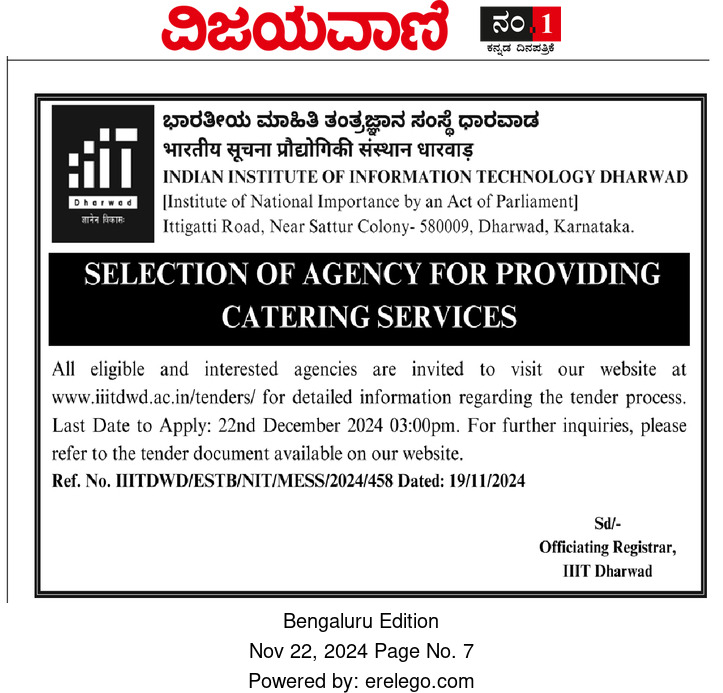 ವಿಜಯವಾಣಿ
ನಂ.1
ಕನ್ನಡ ದಿನಪತ್ರಿಕೆ
ಭಾರತೀಯ ಮಾಹಿತಿ ತಂತ್ರಜ್ಞಾನ ಸಂಸ್ಥೆ ಧಾರವಾಡ
भारतीय सूचना प्रौद्योगिकी संस्थान धारवाड़
INDIAN INSTITUTE OF INFORMATION TECHNOLOGY DHARWAD
[Institute of National Importance by an Act of Parliament]
Ittigatti Road, Near Sattur Colony- 580009, Dharwad, Karnataka.
iiiT
Dharwad
ज्ञानेन विकासः
SELECTION OF AGENCY FOR PROVIDING
CATERING SERVICES
All eligible and interested agencies are invited to visit our website at
www.iiitdwd.ac.in/tenders/ for detailed information regarding the tender process.
Last Date to Apply: 22nd December 2024 03:00pm. For further inquiries, please
refer to the tender document available on our website.
Ref. No. IIITDWD/ESTB/NIT/MESS/2024/458 Dated: 19/11/2024
Sd/-
Officiating Registrar,
IIIT Dharwad
Bengaluru Edition
Nov 22, 2024 Page No. 7
Powered by: erelego.com